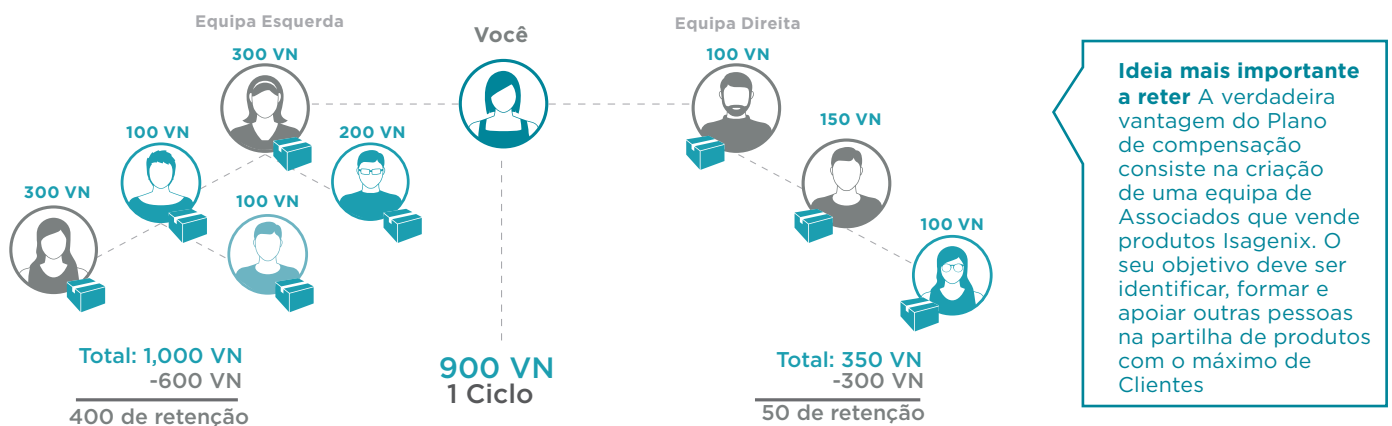 Equipa Esquerda
Você
Equipa Direita
300 VN
100 VN
100 VN
200 VN
150 VN
300 VN
100 VN
100 VN
Total: 1,000 VN
-600 VN
400 de retenção
900 VN
1 Ciclo
Total: 350 VN
-300 VN
50 de retenção
Ideia mais importante
a reter A verdadeira
vantagem do Plano
de compensação
consiste na criação
de uma equipa de
Associados que vende
produtos Isagenix. O
seu objetivo deve ser
identificar, formar e
apoiar outras pessoas
na partilha de produtos
com o máximo de
Clientes